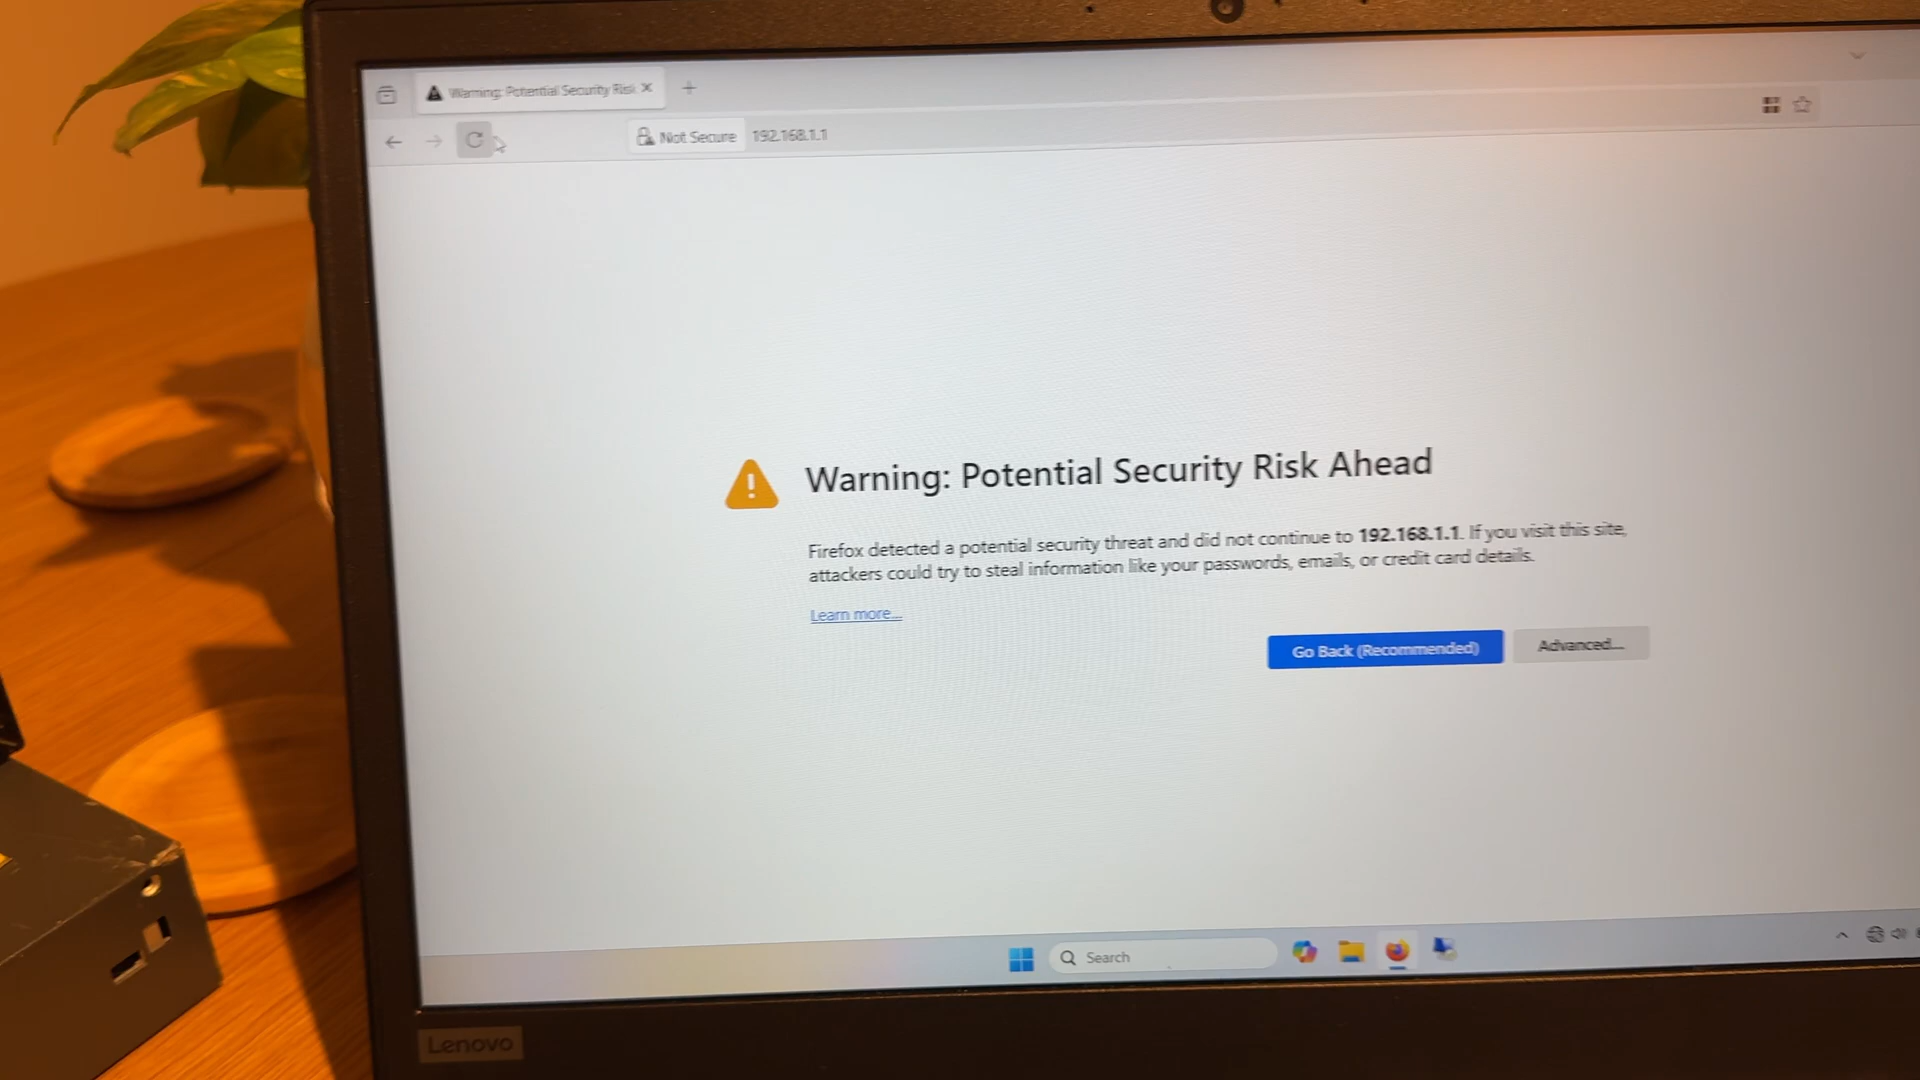 Warning: Potential Security Risk
Not Secure 192.168.1.1
Warning: Potential Security Risk Ahead
Firefox detected a potential security threat and did not continue to 192.168.1.1. If you visit this site,
attackers could try to steal information like your passwords, emails, or credit card details.
Learn more...
Go Back (Recommended) Advanced...
Search
Lenovo